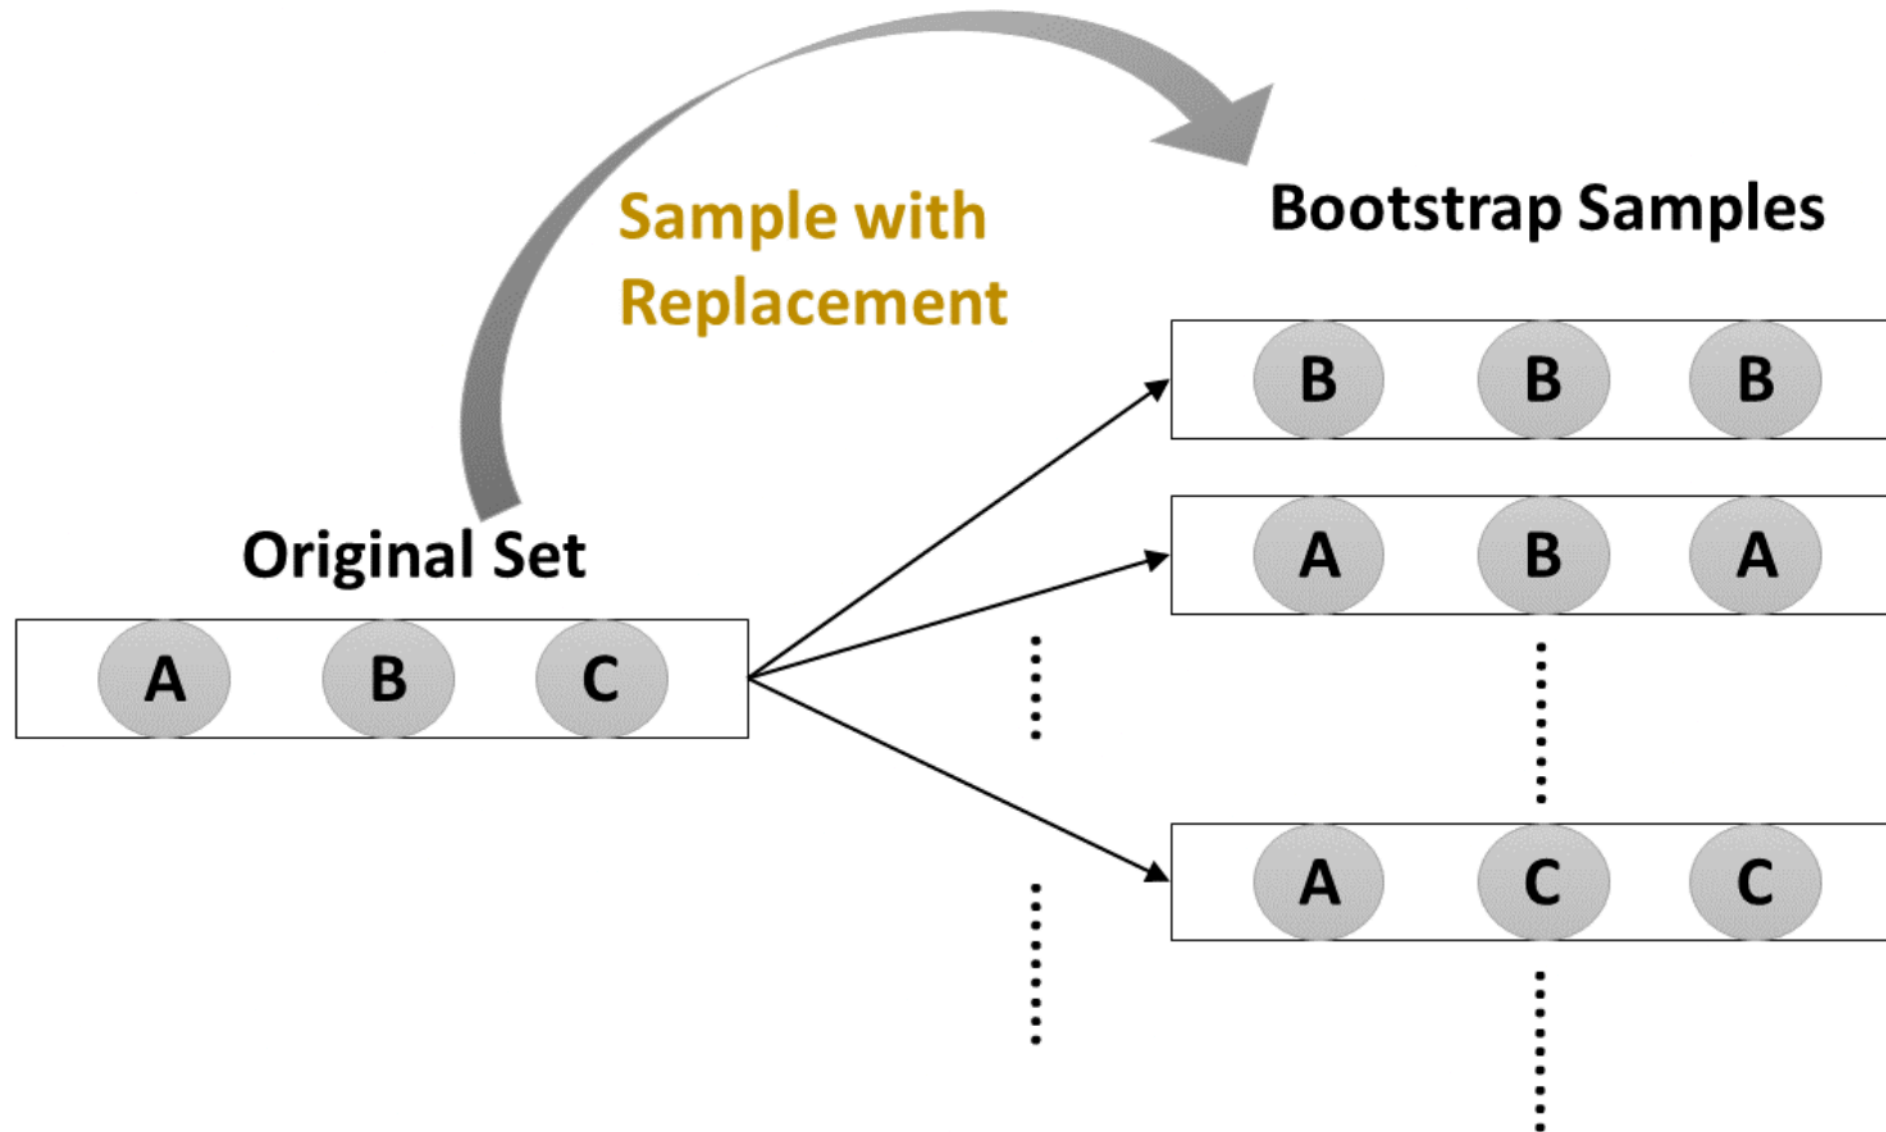 Sample with
Replacement
Bootstrap Samples
B B B
A B A
Original Set
A B C
A C C